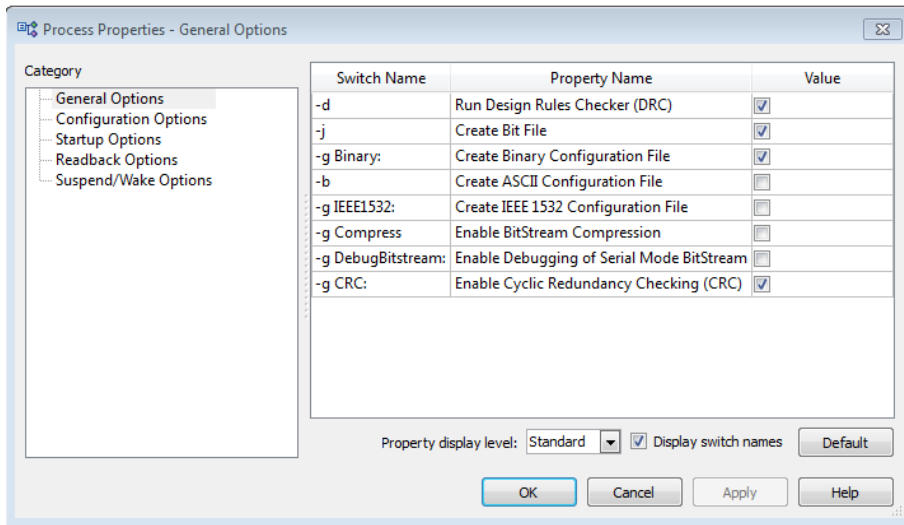 Process Properties - General Options
Category
General Options
Configuration Options
Startup Options
Readback Options
Suspend/Wake Options
Switch Name Property Name Value
-d Run Design Rules Checker (DRC)
-j Create Bit File
-g Binary: Create Binary Configuration File
-b Create ASCII Configuration File
-g IEEE1532: Create IEEE 1532 Configuration File
-g Compress Enable BitStream Compression
-g DebugBitstream: Enable Debugging of Serial Mode BitStream
-g CRC: Enable Cyclic Redundancy Checking (CRC)
Property display level: Standard Display switch names Default
OK Cancel Apply Help